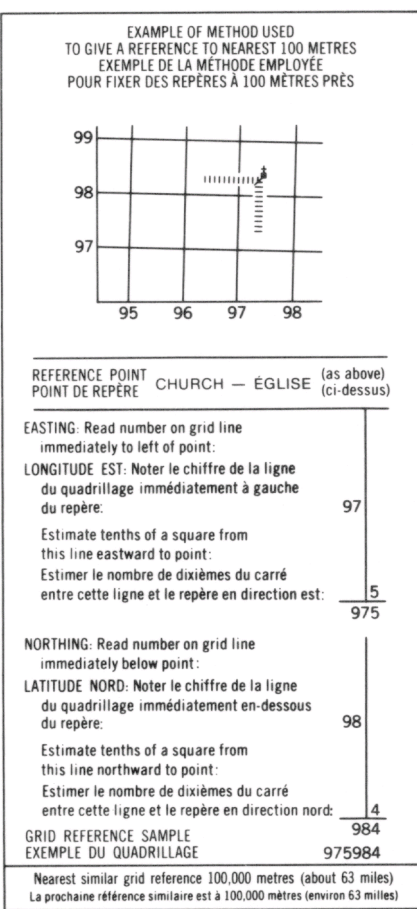 EXAMPLE OF METHOD USED
TO GIVE A REFERENCE TO NEAREST 100 METRES
EXEMPLE DE LA MÉTHODE EMPLOYÉE
POUR FIXER DES REPÈRES À 100 MÈTRES PRÈS
99
98
97
95 96 97 98
REFERENCE POINT CHURCH — ÉGLISE (as above)
POINT DE REPÈRE (ci-dessus)
EASTING: Read number on grid line
immediately to left of point:
LONGITUDE EST: Noter le chiffre de la ligne
du quadrillage immédiatement à gauche
du repère: 97
Estimate tenths of a square from
this line eastward to point:
Estimer le nombre de dixièmes du carré
entre cette ligne et le repère en direction est: 5
975
NORTHING: Read number on grid line
immediately below point:
LATITUDE NORD: Noter le chiffre de la ligne
du quadrillage immédiatement en-dessous
du repère: 98
Estimate tenths of a square from
this line northward to point:
Estimer le nombre de dixièmes du carré
entre cette ligne et le repère en direction nord: 4
GRID REFERENCE SAMPLE 984
EXEMPLE DU QUADRILLAGE 975984
Nearest similar grid reference 100,000 metres (about 63 miles)
La prochaine référence similaire est à 100,000 mètres (environ 63 milles)